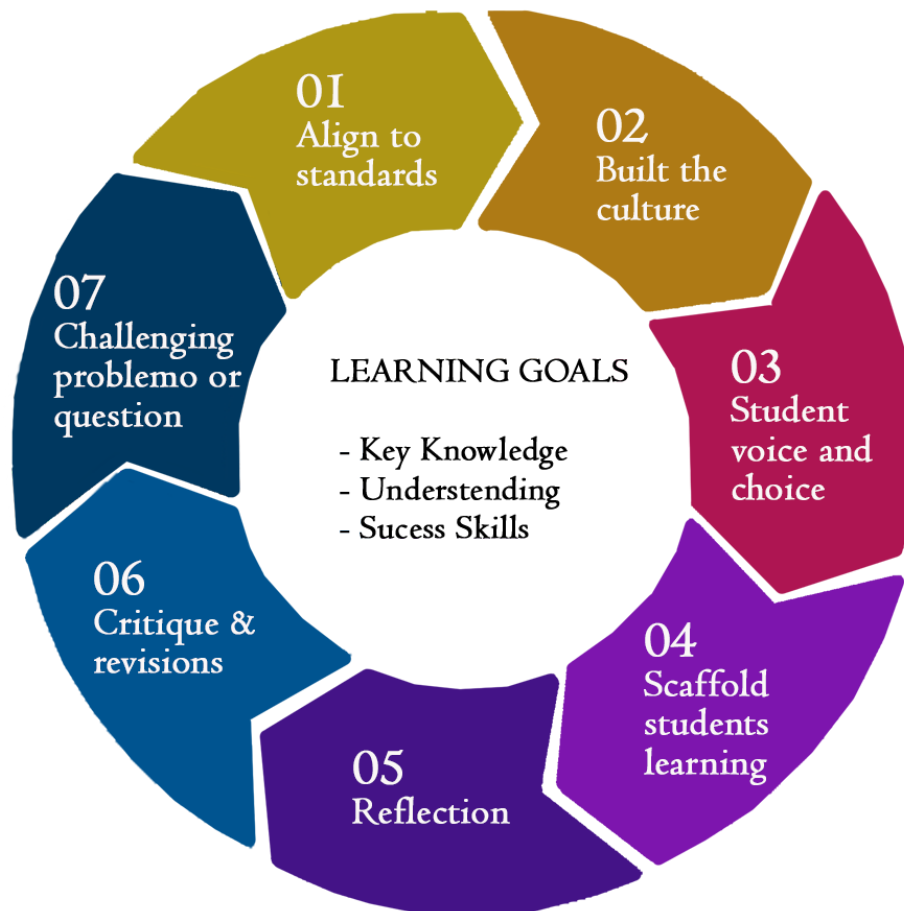 01
Align to
standards
02
Built the
culture
03
Student
voice and
choice
04
Scaffold
students
learning
05
Reflection
06
Critique &
revisions
07
Challenging
problemo or
question
LEARNING GOALS
- Key Knowledge
- Understending
- Sucess Skills